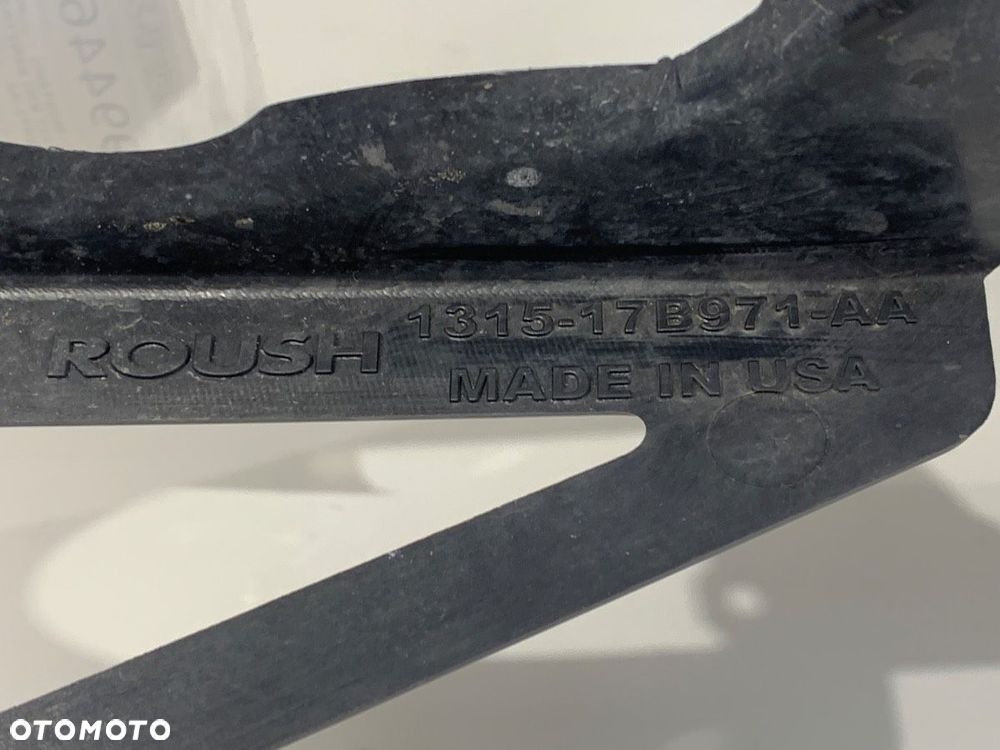 ROUSH 1315-17B971-AA
MADE IN USA
OTOMOTO